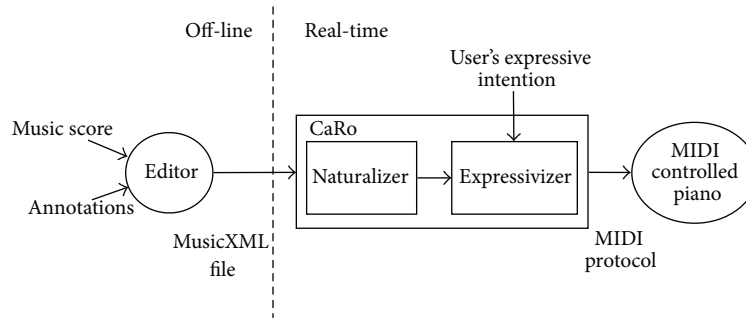 Off-line
Real-time
User's expressive
intention
CaRo
Music score
Editor
Annotations
Naturalizer
Expressivizer
MIDI
controlled
piano
MusicXML
file
MIDI
protocol